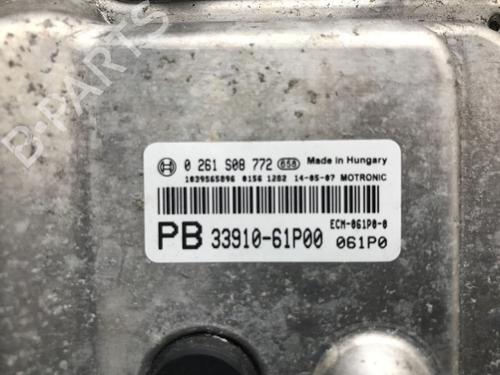 B-PARTS
0 261 S08 772 658 Made in Hungary
1039S65096 0156 1282 14-05-07 MOTRONIC
ECM-061P0-0
PB 33910-61P00 061P0